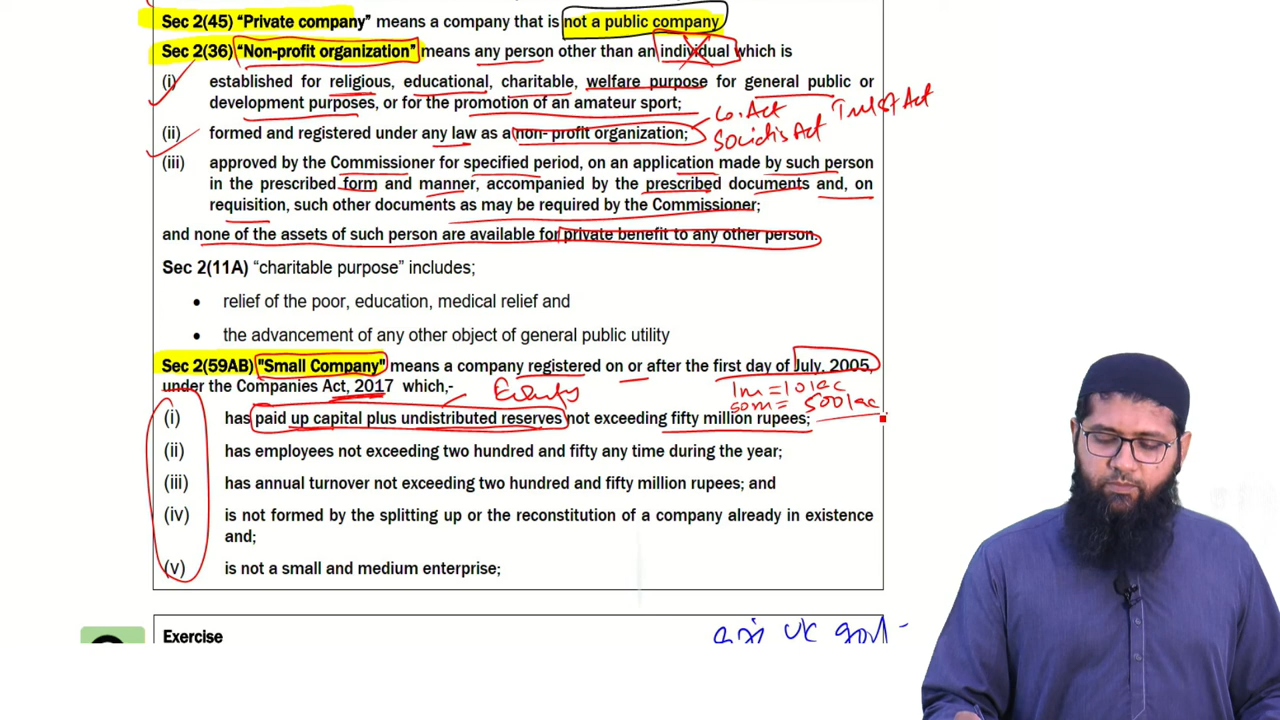 Sec 2(45) “Private company” means a company that is not a public company
Sec 2(36) “Non-profit organization” means any person other than an individual which is
(i) established for religious, educational, charitable, welfare purpose for general public or
development purposes, or for the promotion of an amateur sport;
Co. Act Trust Act
(ii) formed and registered under any law as a non- profit organization;
Act
(iii) approved by the Commissioner for specified period, on an application made by such person
in the prescribed form and manner, accompanied by the prescribed documents and, on
requisition, such other documents as may be required by the Commissioner;
and none of the assets of such person are available for private benefit to any other person.
Sec 2(11A) “charitable purpose” includes;
• relief of the poor, education, medical relief and
• the advancement of any other object of general public utility
Sec 2(59AB) "Small Company" means a company registered on or after the first day of July, 2005,
under the Companies Act, 2017 which,-
Equity
1m = 10 lac
50m = 500 lac
(i) has paid up capital plus undistributed reserves not exceeding fifty million rupees;
(ii) has employees not exceeding two hundred and fifty any time during the year;
(iii) has annual turnover not exceeding two hundred and fifty million rupees; and
(iv) is not formed by the splitting up or the reconstitution of a company already in existence
and;
(v) is not a small and medium enterprise;
Exercise